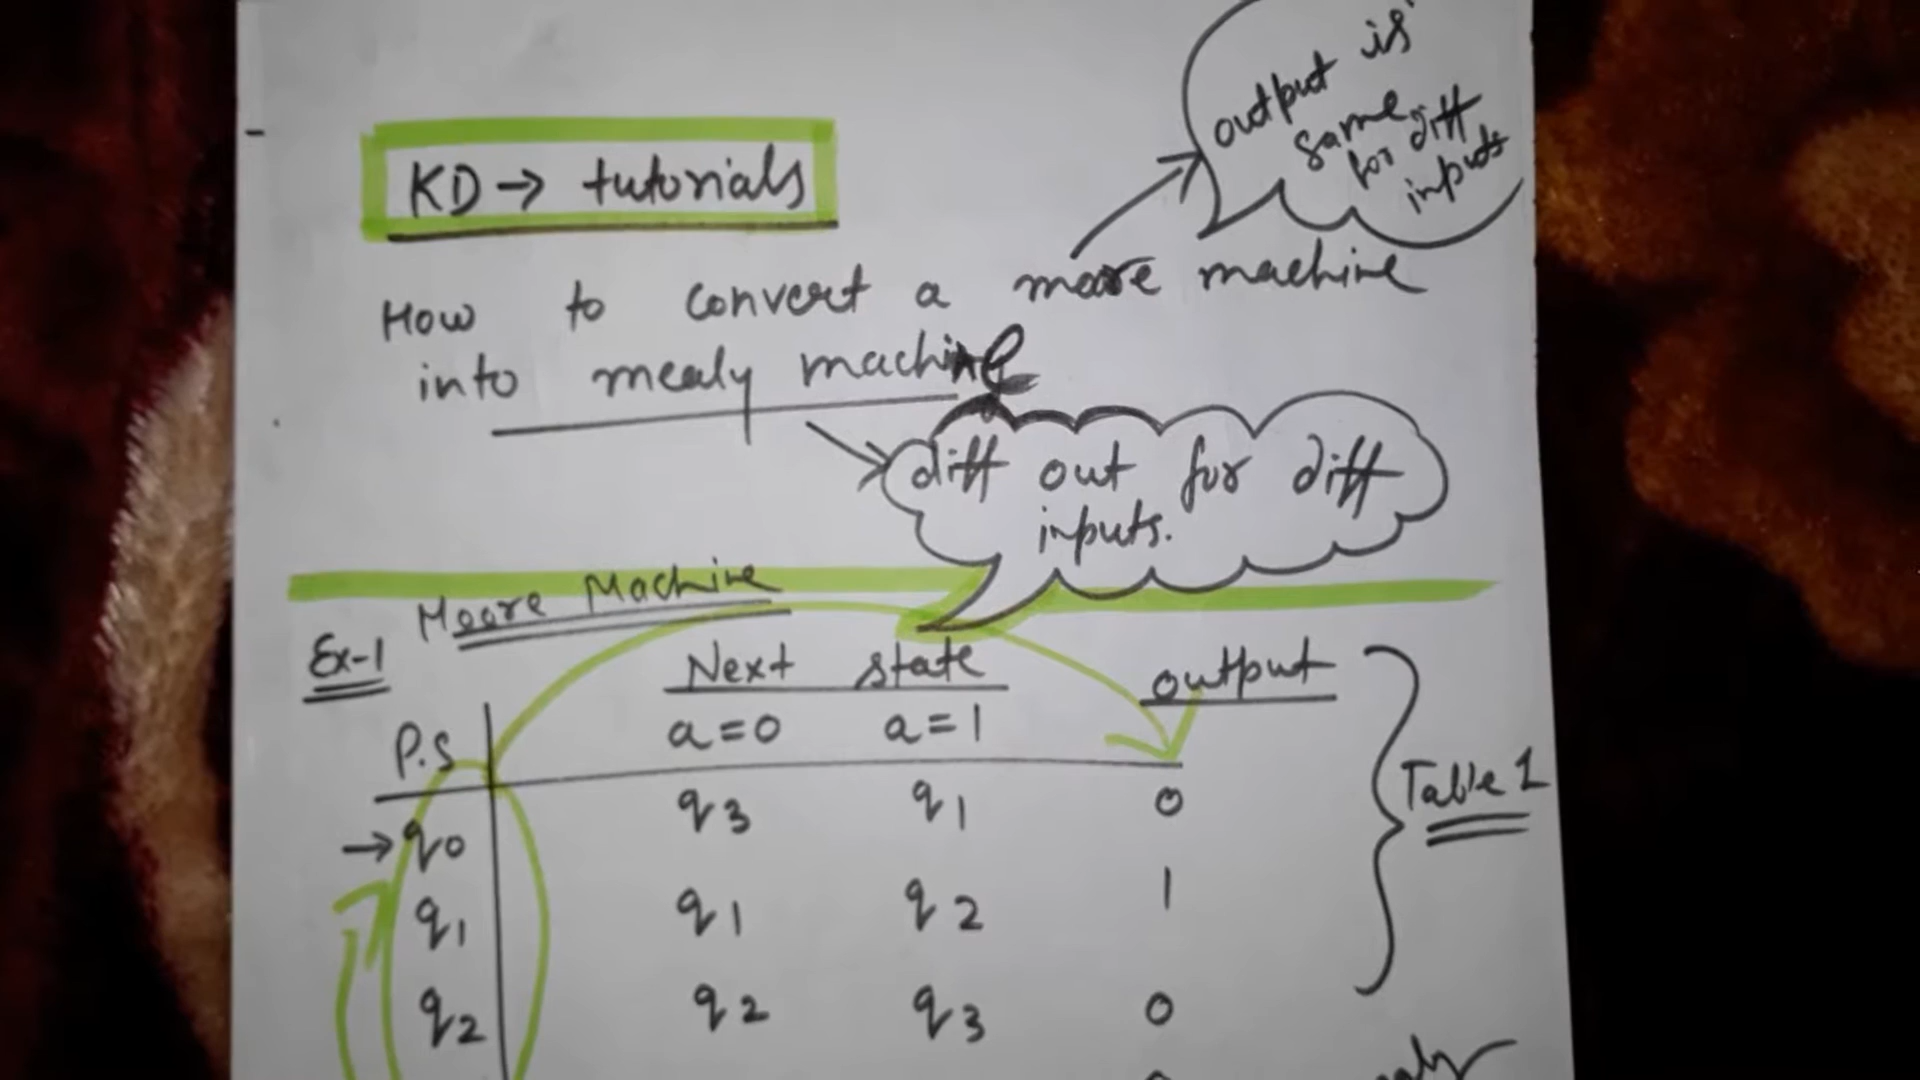 output is
same
for diff
inputs
KD → tutorials
How to convert a moore machine
into mealy machine
diff out for diff
inputs.
Moore Machine
Ex-1
Next state output
P.S a=0 a=1
→ q0 q3 q1 0
q1 q1 q2 1
q2 q2 q3 0
Table 1